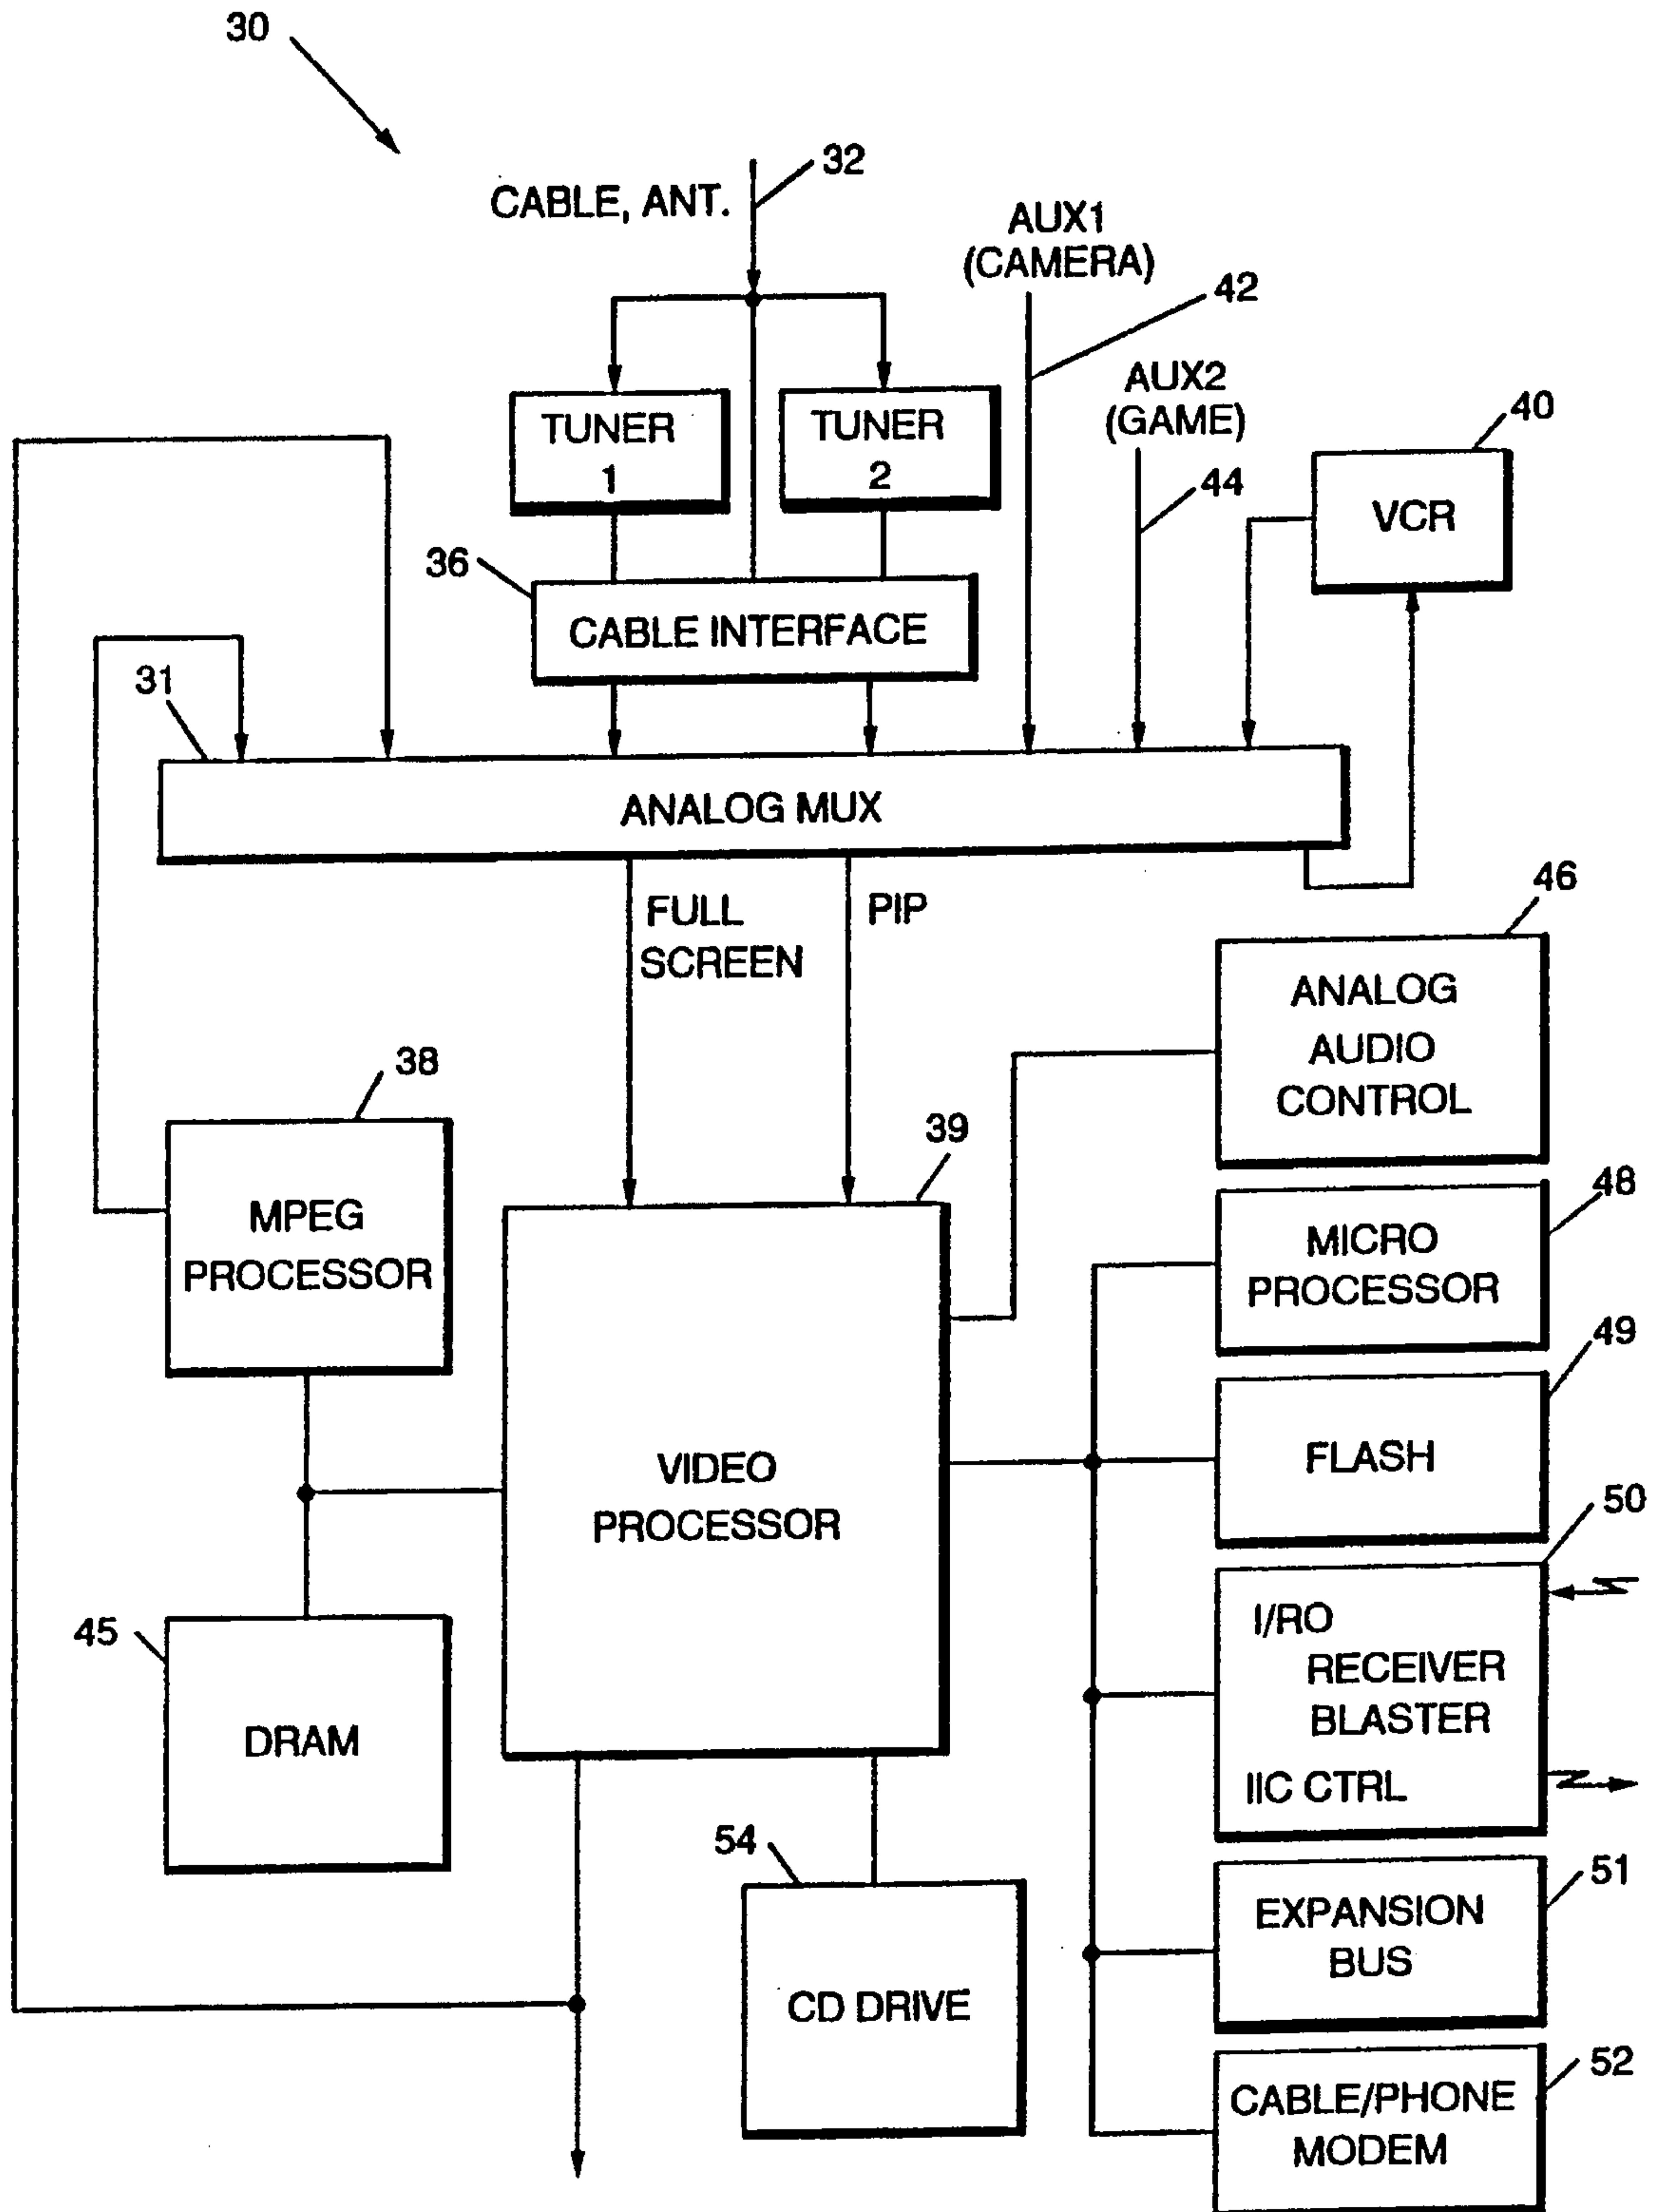 30
32
CABLE, ANT.
AUX1
(CAMERA)
42
AUX2
(GAME)
40
TUNER
1
TUNER
2
44
VCR
36
CABLE INTERFACE
31
ANALOG MUX
FULL
SCREEN
PIP
46
ANALOG
AUDIO
CONTROL
38
39
MPEG
PROCESSOR
48
MICRO
PROCESSOR
49
FLASH
VIDEO
PROCESSOR
50
I/RO
RECEIVER
BLASTER
IIC CTRL
45
DRAM
54
CD DRIVE
51
EXPANSION
BUS
52
CABLE/PHONE
MODEM